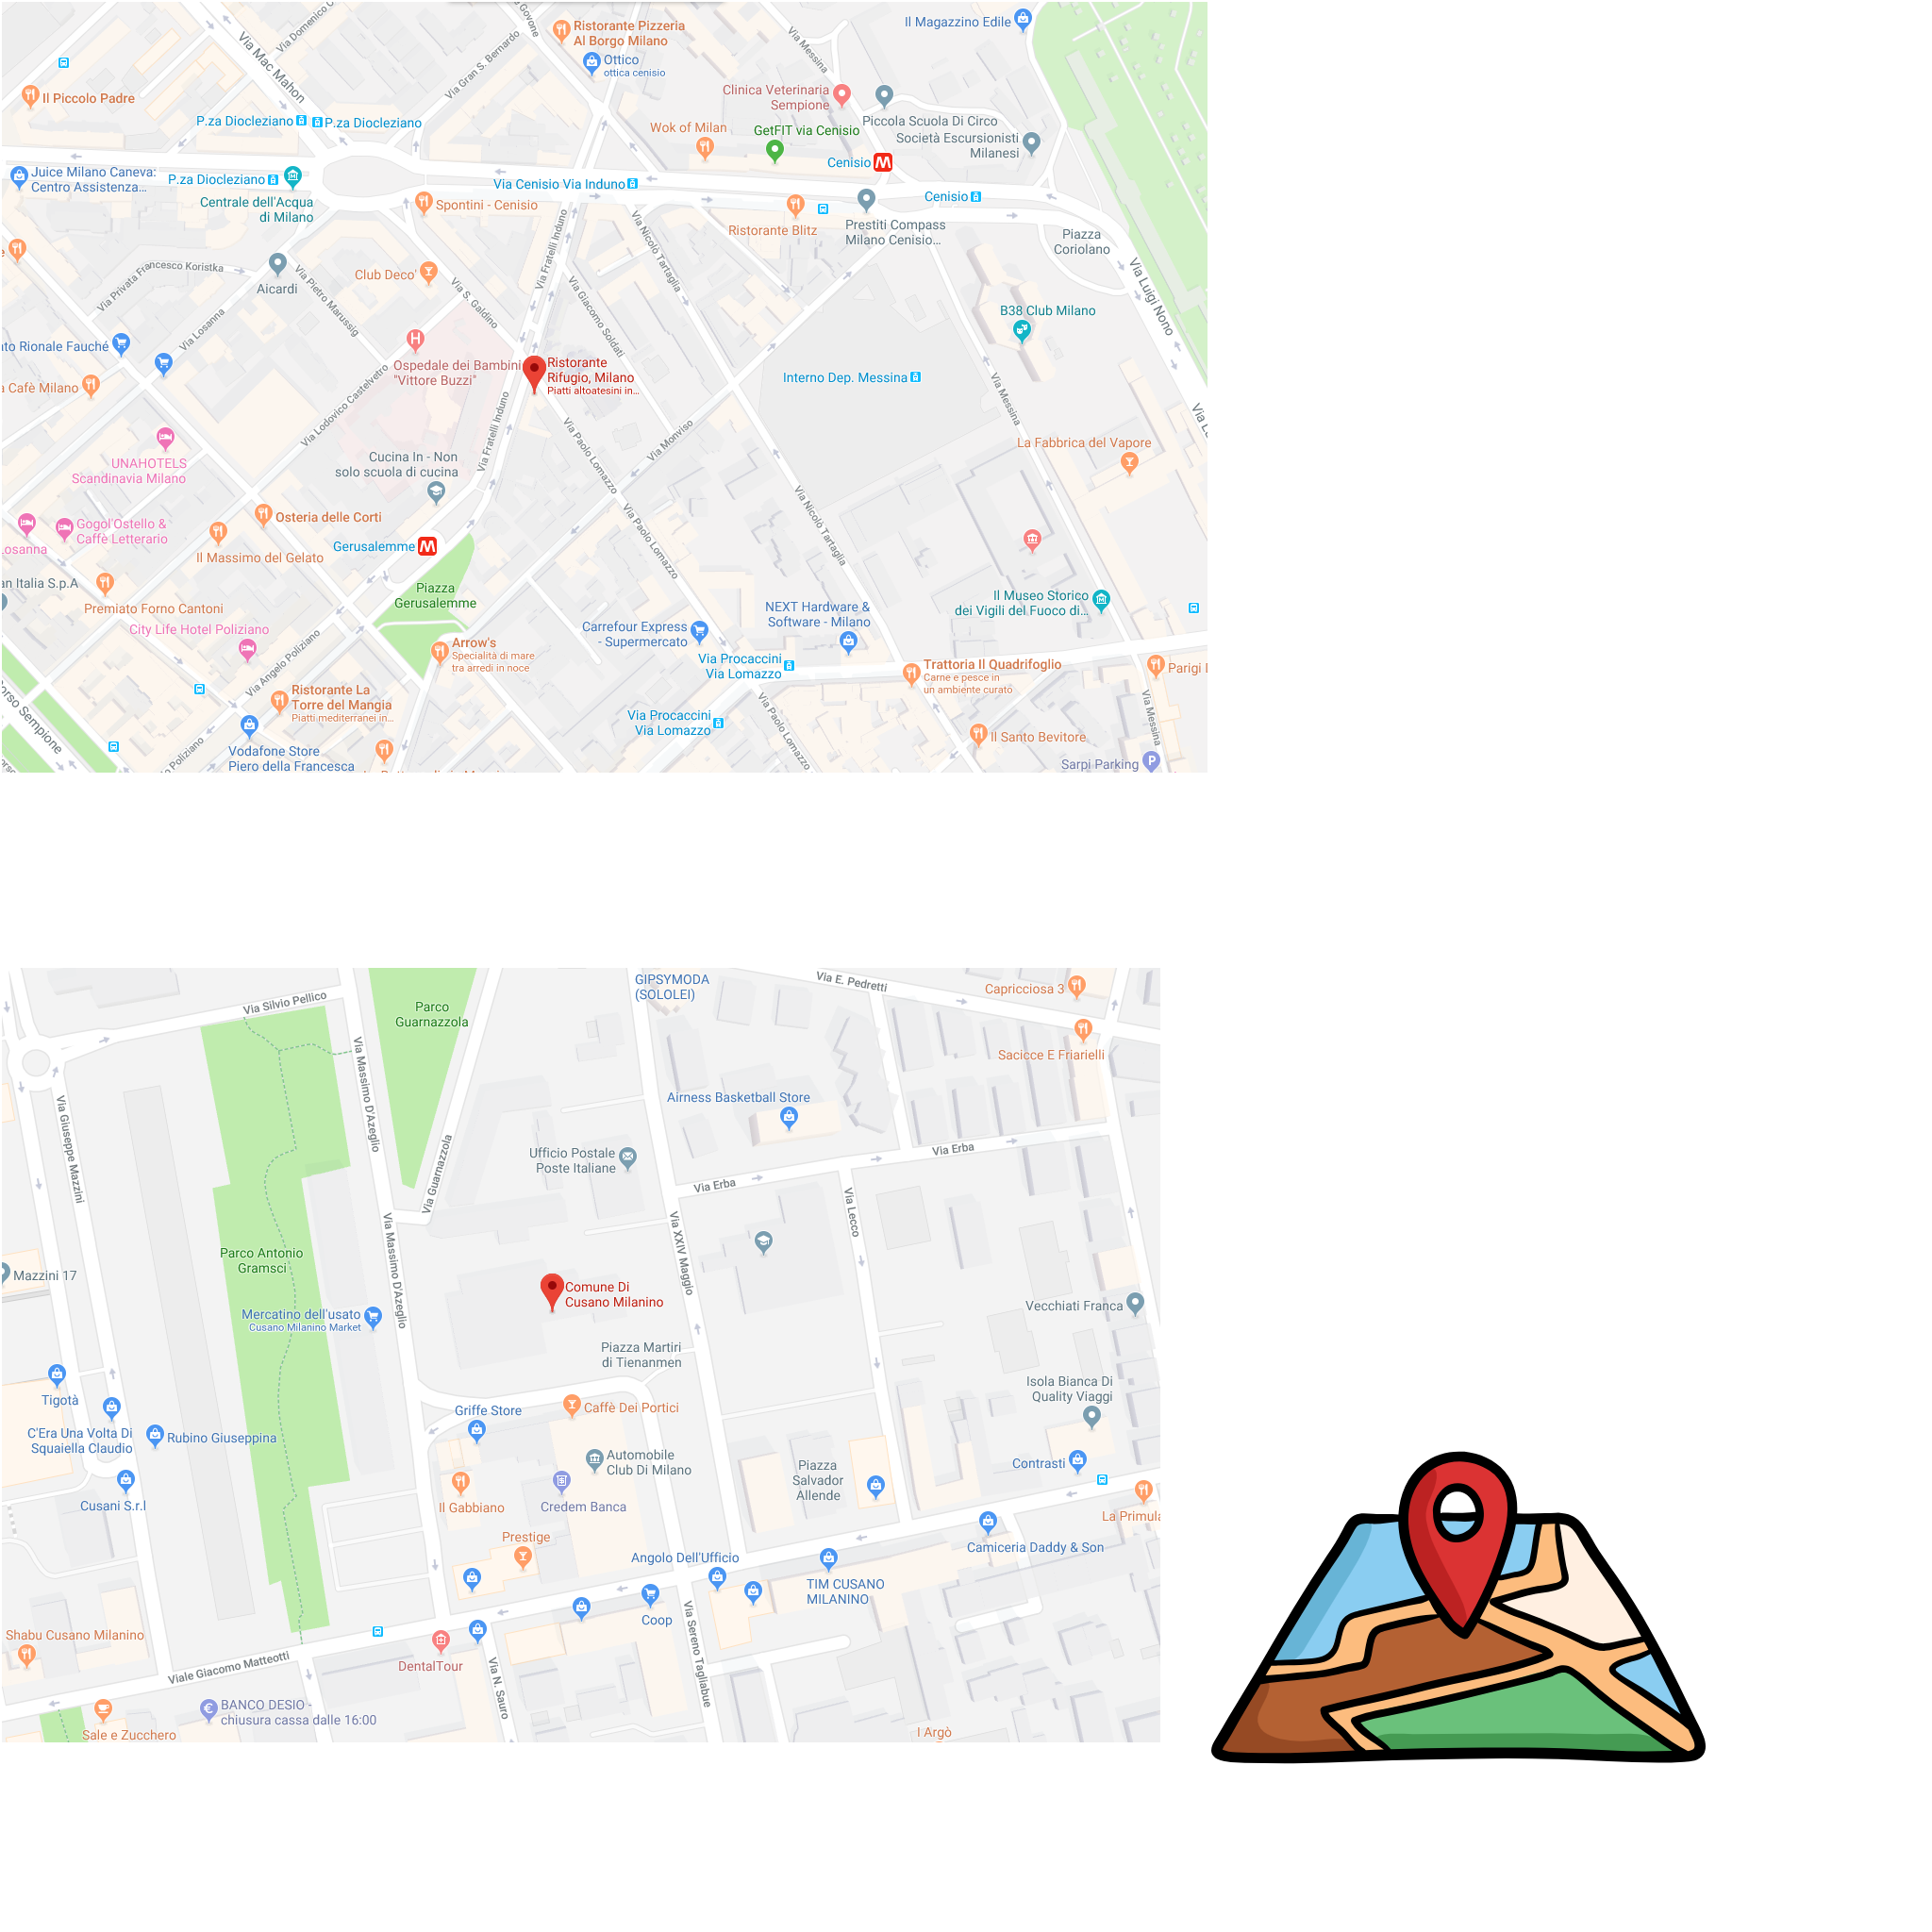 Via Domenico C
Govone
Ristorante Pizzeria
Al Borgo Milano
Ottico
ottica cenisio
Via Messina
Il Magazzino Edile
Via Mac Mahon
Via Gran S. Bernardo
Il Piccolo Padre
Clinica Veterinaria
Sempione
P.za Diocleziano
P.za Diocleziano
Wok of Milan
GetFIT via Cenisio
Piccola Scuola Di Circo
Società Escursionisti
Milanesi
Cenisio
M
Juice Milano Caneva:
Centro Assistenza...
P.za Diocleziano
Via Cenisio Via Induno
Centrale dell'Acqua
di Milano
Spontini - Cenisio
Cenisio
Ristorante Blitz
Prestiti Compass
Milano Cenisio...
Piazza
Coriolano
Via Fratelli Induno
Via Nicolò Tartaglia
Via Privata Francesco Koristka
Aicardi
Via Pietro Marussig
Club Deco'
Via S. Galdino
Via Giacomo Soldati
Via Luigi Nono
Via Losanna
B38 Club Milano
to Rionale Fauché
H
Ospedale dei Bambini
"Vittore Buzzi"
Ristorante
Rifugio, Milano
Piatti altoatesini in...
Interno Dep. Messina
Cafè Milano
Via Lodovico Castelvetro
Via Fratelli Induno
Via Paolo Lomazzo
Via Monviso
Via Messina
La Fabbrica del Vapore
UNAHOTELS
Scandinavia Milano
Cucina In - Non
solo scuola di cucina
Osteria delle Corti
Gogol'Ostello &
Caffè Letterario
Losanna
Il Massimo del Gelato
Gerusalemme
M
Via Paolo Lomazzo
Via Nicolò Tartaglia
an Italia S.p.A
Premiato Forno Cantoni
Piazza
Gerusalemme
Il Museo Storico
dei Vigili del Fuoco di...
City Life Hotel Poliziano
NEXT Hardware &
Software - Milano
Carrefour Express
- Supermercato
Arrow's
Specialità di mare
tra arredi in noce
Via Angelo Poliziano
Via Procaccini
Via Lomazzo
Trattoria Il Quadrifoglio
Carne e pesce in
un ambiente curato
Parigi
Corso Sempione
Ristorante La
Torre del Mangia
Piatti mediterranei in...
Via Procaccini
Via Lomazzo
Via Paolo Lomazzo
Via Messina
Il Santo Bevitore
Poliziano
Vodafone Store
Piero della Francesca
Sarpi Parking
P
Via Silvio Pellico
Parco
Guarnazzola
GIPSYMODA
(SOLOLEI)
Via E. Pedretti
Capricciosa 3
Sacicce E Friarielli
Via Massimo D'Azeglio
Via Giuseppe Mazzini
Airness Basketball Store
Via Guarnazzola
Ufficio Postale
Poste Italiane
Via Erba
Via Erba
Via Massimo D'Azeglio
Via XXIV Maggio
Via Lecco
Parco Antonio
Gramsci
Mazzini 17
Comune Di
Cusano Milanino
Mercatino dell'usato
Cusano Milanino Market
Vecchiati Franca
Piazza Martiri
di Tienanmen
Tigotà
Isola Bianca Di
Quality Viaggi
Griffe Store
Caffè Dei Portici
C'Era Una Volta Di
Squaiella Claudio
Rubino Giuseppina
Automobile
Club Di Milano
Piazza
Salvador
Allende
Contrasti
Cusani S.r.l
Il Gabbiano
Credem Banca
La Primula
Prestige
Angolo Dell'Ufficio
Camiceria Daddy & Son
TIM CUSANO
MILANINO
Coop
Shabu Cusano Milanino
Viale Giacomo Matteotti
DentalTour
Via N. Sauro
Via Sereno Tagliabue
BANCO DESIO -
chiusura cassa dalle 16:00
€
Sale e Zucchero
I Argò